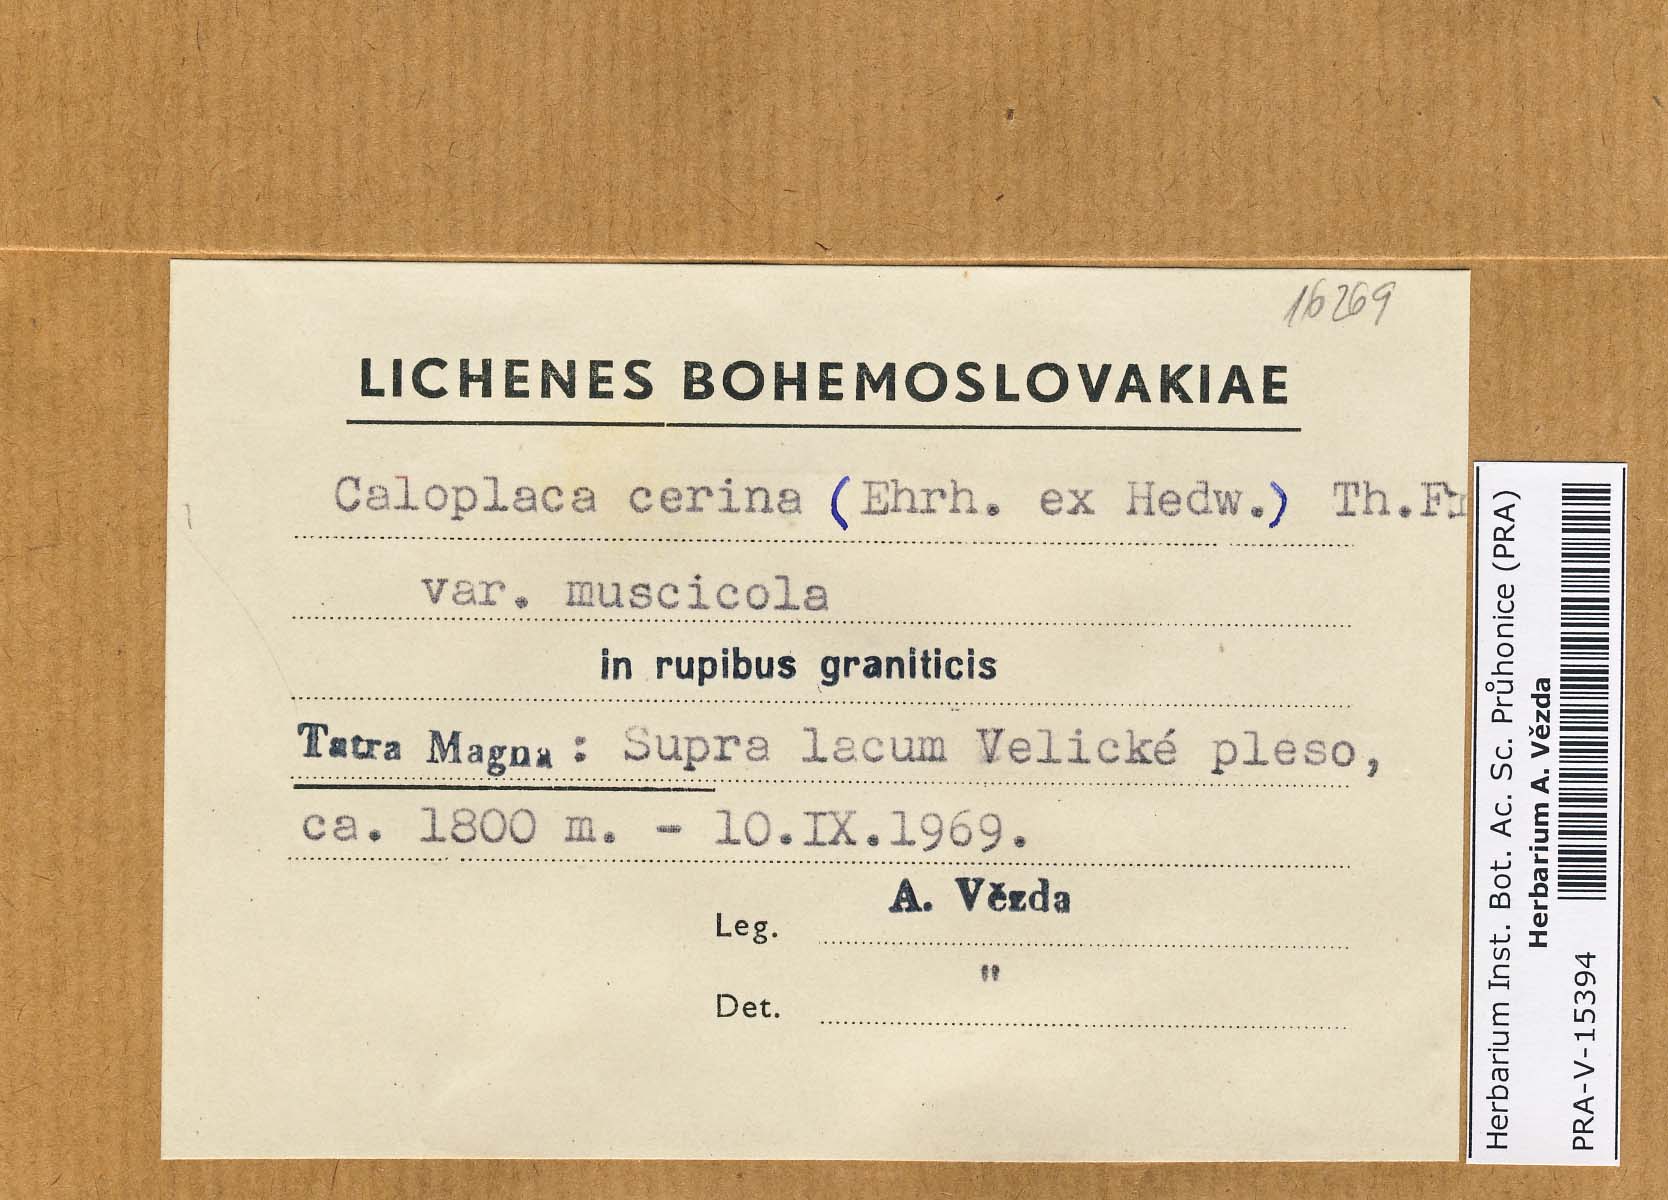 16269
LICHENES BOHEMOSLOVAKIAE
Caloplaca cerina (Ehrh. ex Hedw.) Th.Fr
var. muscicola
in rupibus graniticis
Tatra Magna : Supra lacum Velické pleso,
ca. 1800 m. - 10.IX.1969.
A. Vězda
Leg.
"
Det.
Herbarium Inst. Bot. Ac. Sc. Průhonice (PRA)
Herbarium A. Vězda
PRA-V-15394